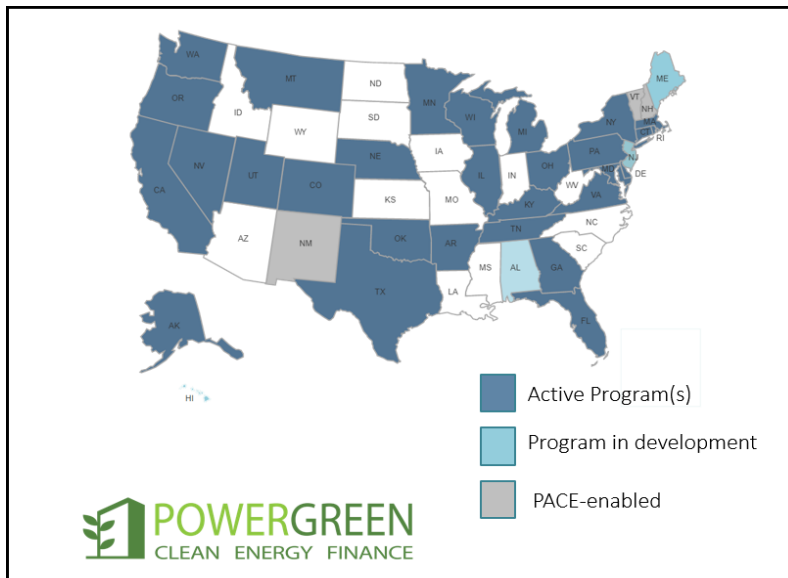 WA
MT
ND
MN
ME
VT
NH
OR
ID
SD
WI
MI
NY
MA
CT
RI
WY
IA
NE
PA
NJ
NV
UT
CO
IL
IN
OH
MD
DE
CA
KS
MO
WV
VA
KY
AZ
NM
OK
AR
TN
NC
SC
TX
LA
MS
AL
GA
FL
AK
HI
Active Program(s)
Program in development
PACE-enabled
POWERGREEN
CLEAN ENERGY FINANCE